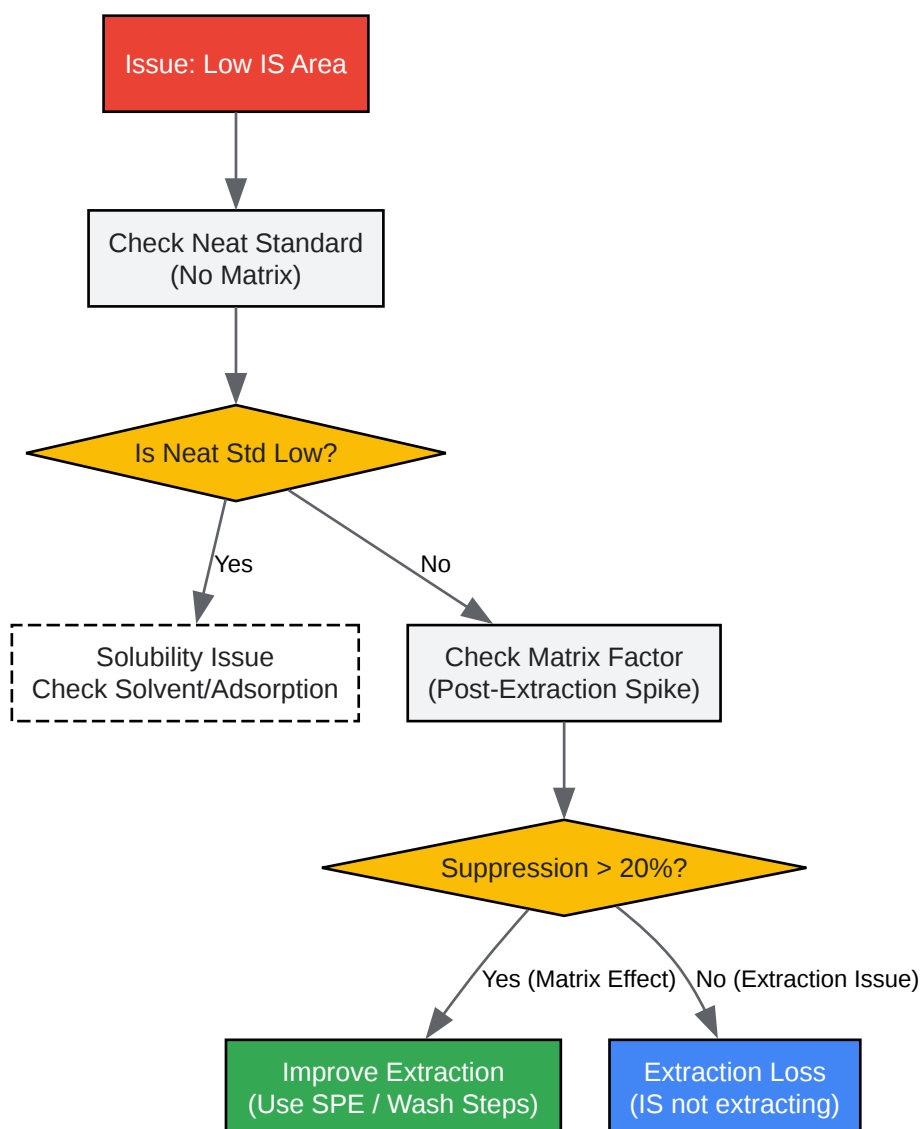 Issue: Low IS Area
Check Neat Standard
(No Matrix)
Is Neat Std Low?
Yes
No
Solubility Issue
Check Solvent/Adsorption
Check Matrix Factor
(Post-Extraction Spike)
Suppression > 20%?
Yes (Matrix Effect)
No (Extraction Issue)
Improve Extraction
(Use SPE / Wash Steps)
Extraction Loss
(IS not extracting)